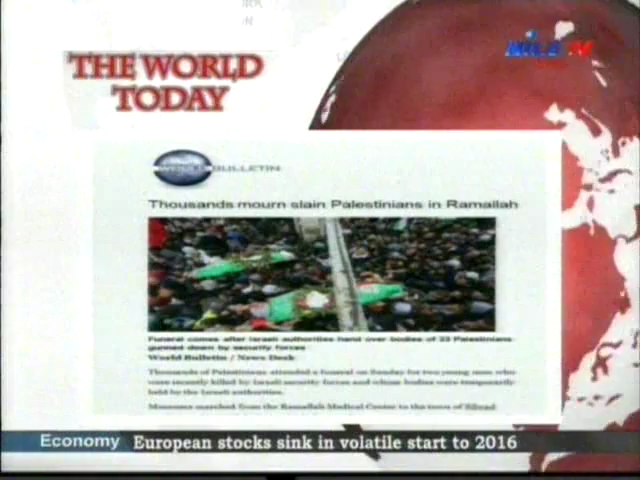 THE WORLD
TODAY
NILE TV
WORLD BULLETIN
Thousands mourn slain Palestinians in Ramallah
Funeral comes after Israeli authorities hand over bodies of 23 Palestinians
gunned down by security forces
World Bulletin / News Desk
Thousands of Palestinians attended a funeral on Sunday for two young men who
were recently killed by Israeli security forces and whose bodies were temporarily
held by the Israeli authorities.
Mourners marched from the Ramallah Medical Center to the town of Silwad
Economy European stocks sink in volatile start to 2016